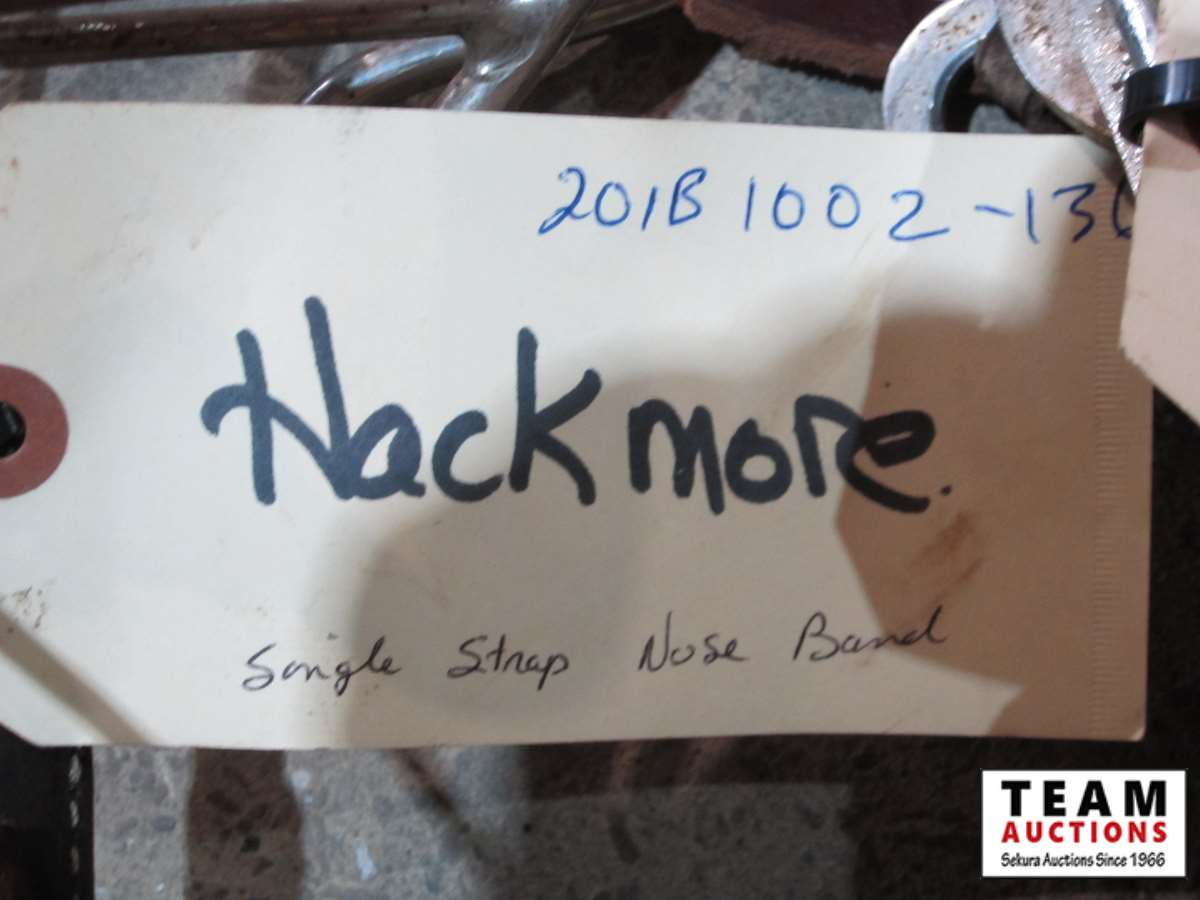 201B 1002-13
Hackmore.
Single Strap Nose Band
TEAM
AUCTIONS
Sekura Auctions Since 1966